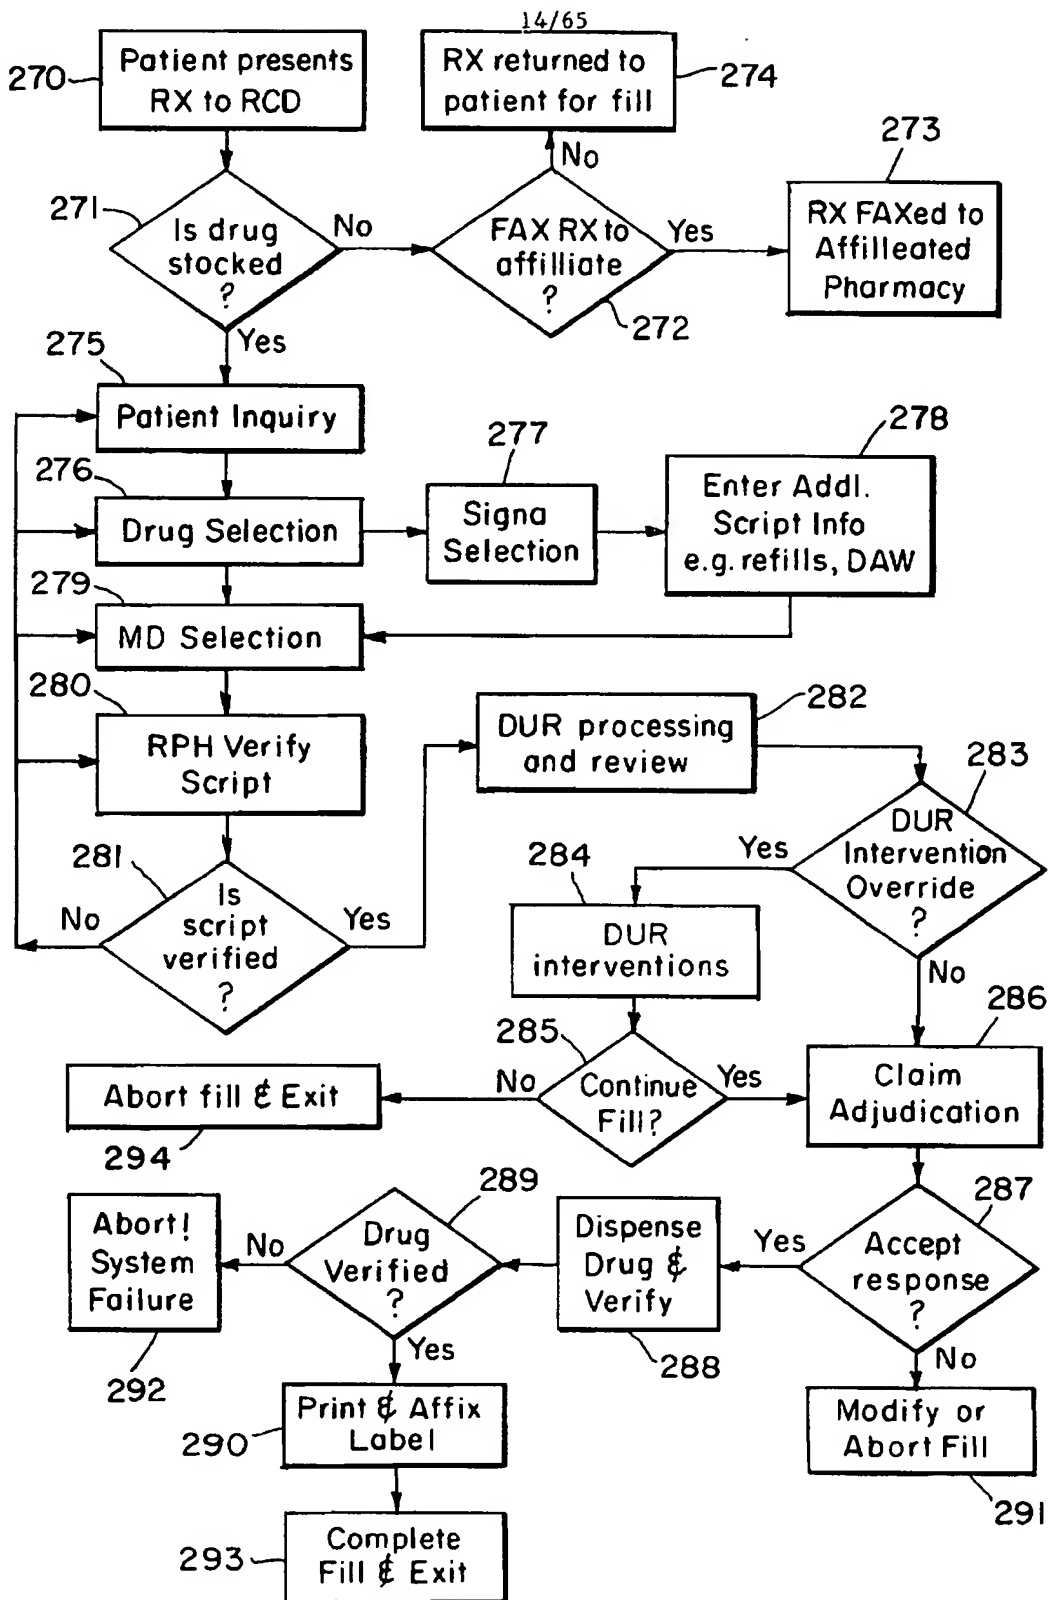 14/65
270
Patient presents
RX to RCD
RX returned to
patient for fill
274
No
273
271
Is drug
stocked
?
No
FAX RX to
affilliate
?
Yes
272
RX FAXed to
Affilleated
Pharmacy
Yes
275
Patient Inquiry
276
Drug Selection
277
Signa
Selection
278
Enter Addl.
Script Info
e.g. refills, DAW
279
MD Selection
280
RPH Verify
Script
282
DUR processing
and review
283
DUR
Intervention
Override
?
Yes
No
281
Is
script
verified
?
No
Yes
284
DUR
interventions
285
Continue
Fill?
No
Yes
286
Claim
Adjudication
Abort fill & Exit
294
287
Accept
response
?
Yes
No
Dispense
Drug &
Verify
288
289
Drug
Verified
?
No
Yes
Abort!
System
Failure
292
290
Print & Affix
Label
Modify or
Abort Fill
291
293
Complete
Fill & Exit